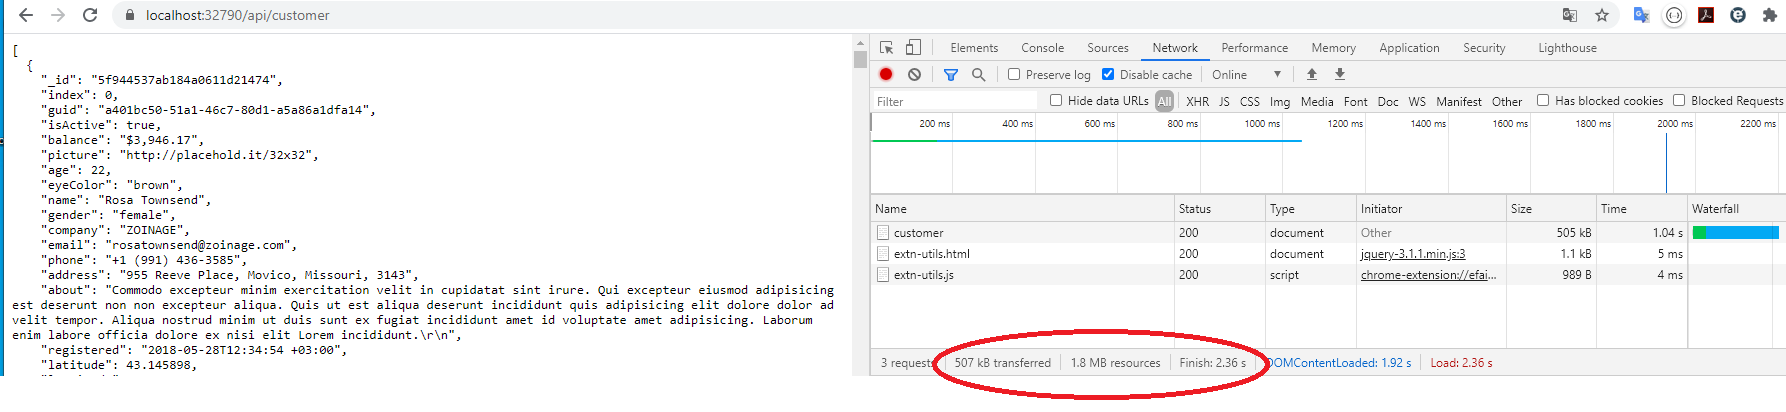 localhost:32790/api/customer
[
{
"_id": "5f944537ab184a0611d21474",
"index": 0,
"guid": "a401bc50-51a1-46c7-80d1-a5a86a1dfa14",
"isActive": true,
"balance": "$3,946.17",
"picture": "http://placehold.it/32x32",
"age": 22,
"eyeColor": "brown",
"name": "Rosa Townsend",
"gender": "female",
"company": "ZOINAGE",
"email": "rosatownsend@zoinage.com",
"phone": "+1 (991) 436-3585",
"address": "955 Reeve Place, Movico, Missouri, 3143",
"about": "Commodo excepteur minim exercitation velit in cupidatat sint irure. Qui excepteur eiusmod adipisicing
est deserunt non non excepteur aliqua. Quis ut est aliqua deserunt incididunt quis adipisicing elit dolore dolor ad
velit tempor. Aliqua nostrud minim ut duis sunt ex fugiat incididunt amet id voluptate amet adipisicing. Laborum
enim labore officia dolore ex nisi elit Lorem incididunt.\r\n",
"registered": "2018-05-28T12:34:54 +03:00",
"latitude": 43.145898,
Elements Console Sources Network Performance Memory Application Security Lighthouse
Preserve log Disable cache Online
Filter Hide data URLs All XHR JS CSS Img Media Font Doc WS Manifest Other Has blocked cookies Blocked Requests
200 ms 400 ms 600 ms 800 ms 1000 ms 1200 ms 1400 ms 1600 ms 1800 ms 2000 ms 2200 ms
Name Status Type Initiator Size Time Waterfall
customer 200 document Other 505 kB 1.04 s
extn-utils.html 200 document jquery-3.1.1.min.js:3 1.1 kB 5 ms
extn-utils.js 200 script chrome-extension://efai... 989 B 4 ms
3 requests 507 kB transferred 1.8 MB resources Finish: 2.36 s DOMContentLoaded: 1.92 s Load: 2.36 s